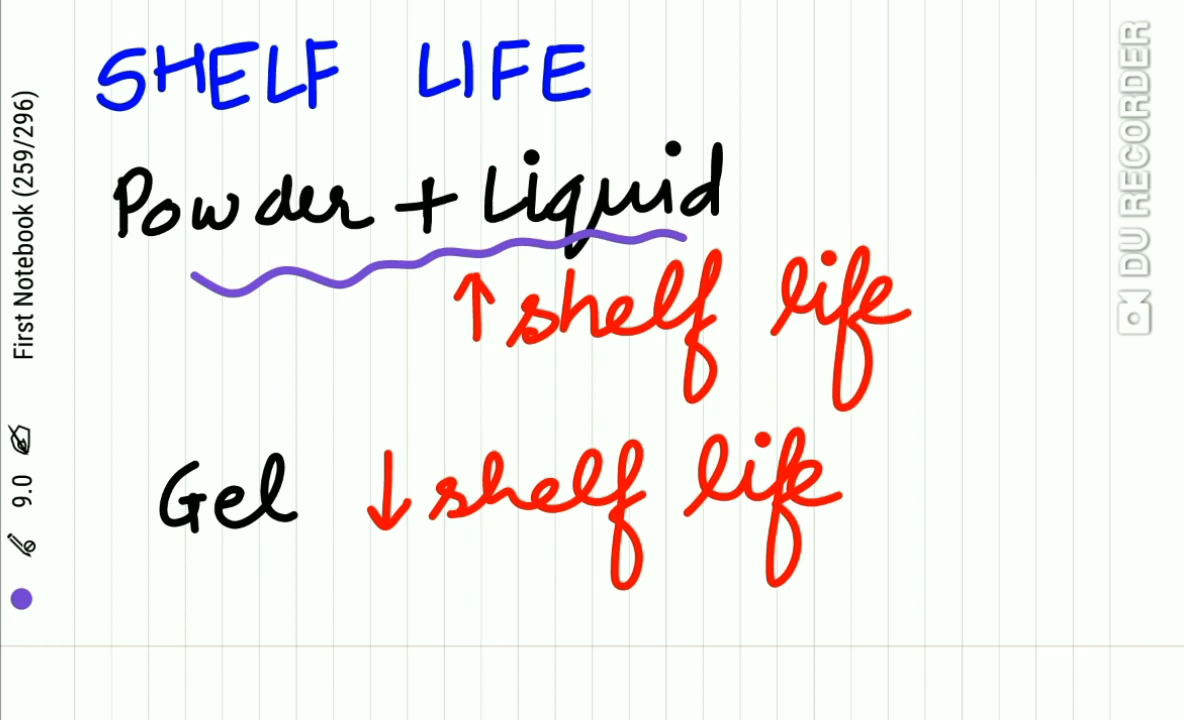 SHELF LIFE
Powder + Liquid
↑ shelf life
Gel ↓ shelf life
First Notebook (259/296)
9.0
DU RECORDER